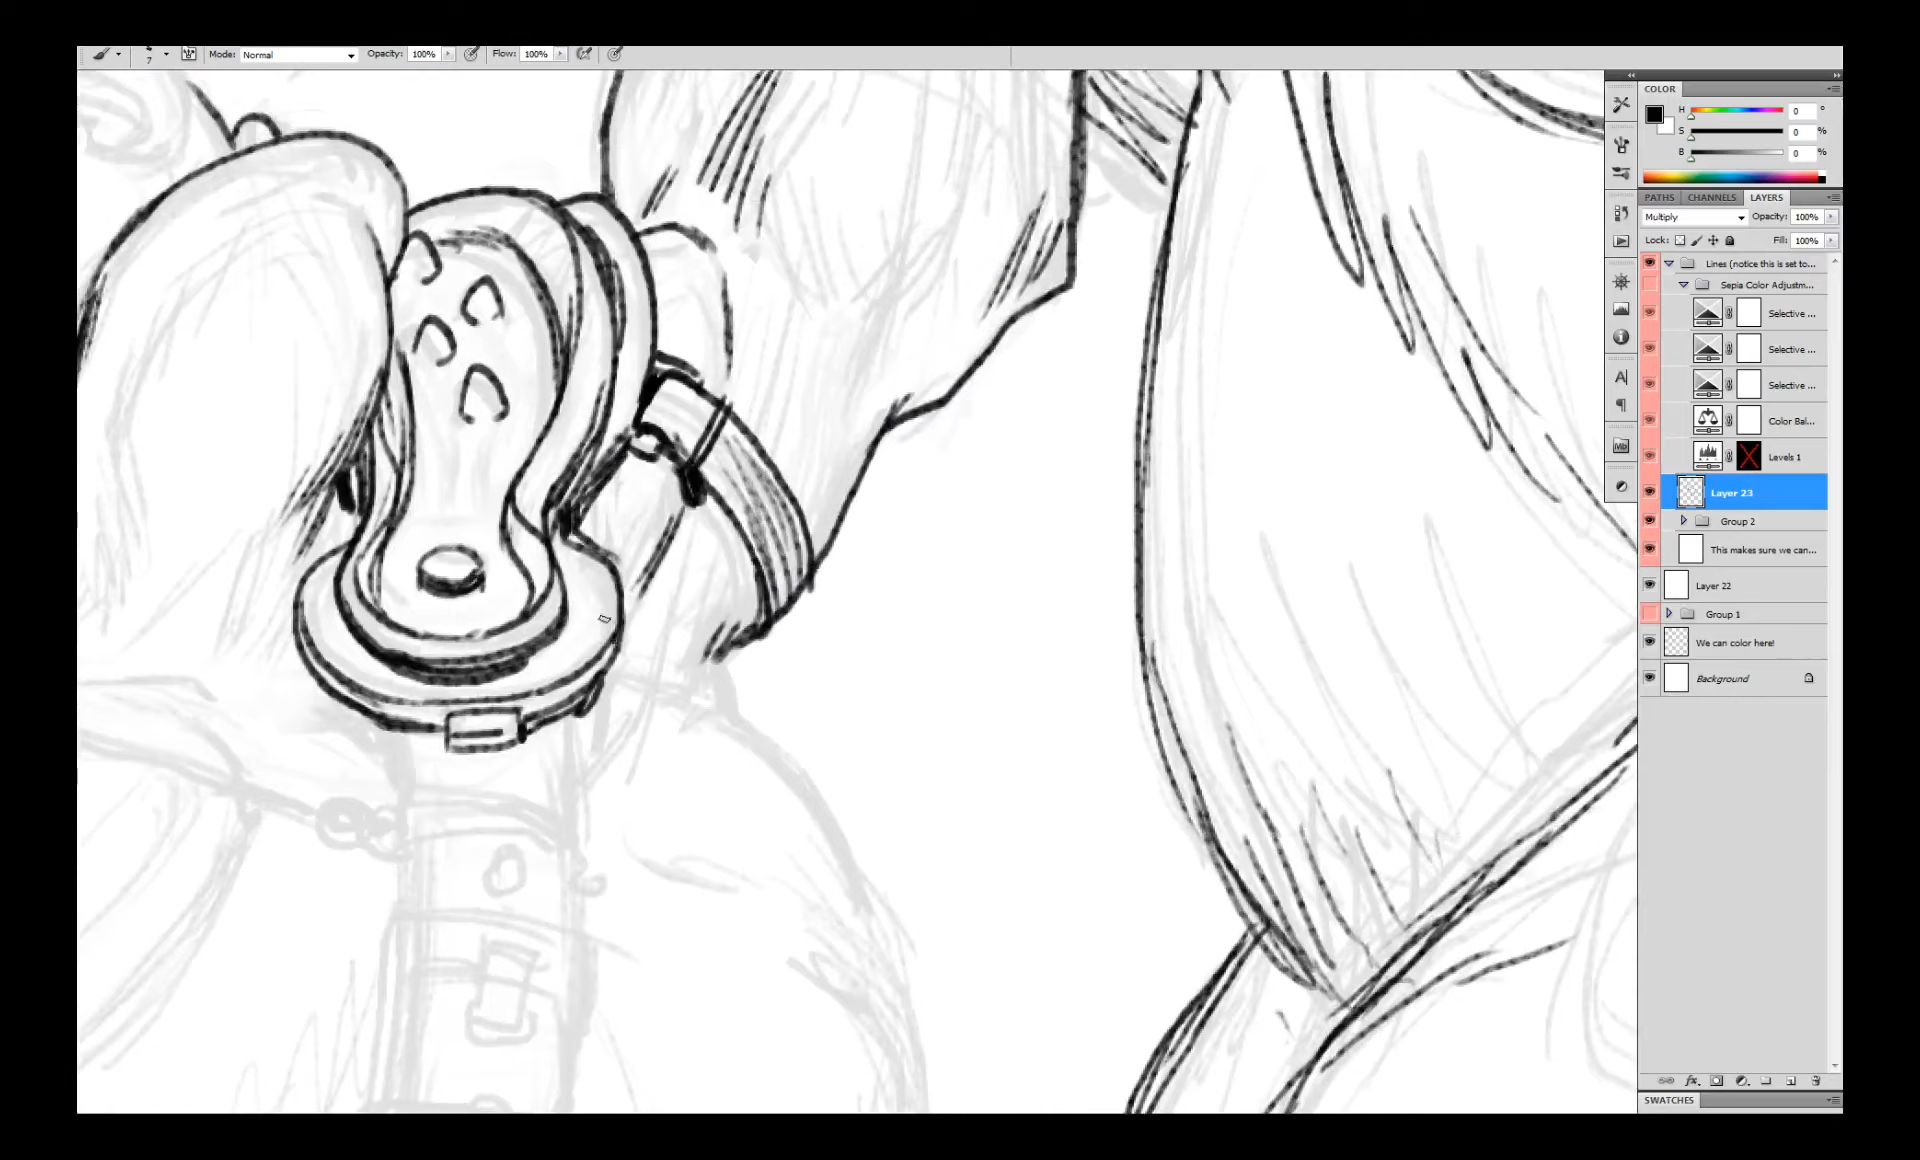 7 Mode: Normal Opacity: 100% Flow: 100%
COLOR
H 0 °
S 0 %
B 0 %
PATHS CHANNELS LAYERS
Multiply Opacity: 100%
Lock: Fill: 100%
Lines (notice this is set to...
Sepia Color Adjustm...
Selective ...
Selective ...
Selective ...
Color Bal...
Levels 1
Layer 23
Group 2
This makes sure we can...
Layer 22
Group 1
We can color here!
Background
SWATCHES